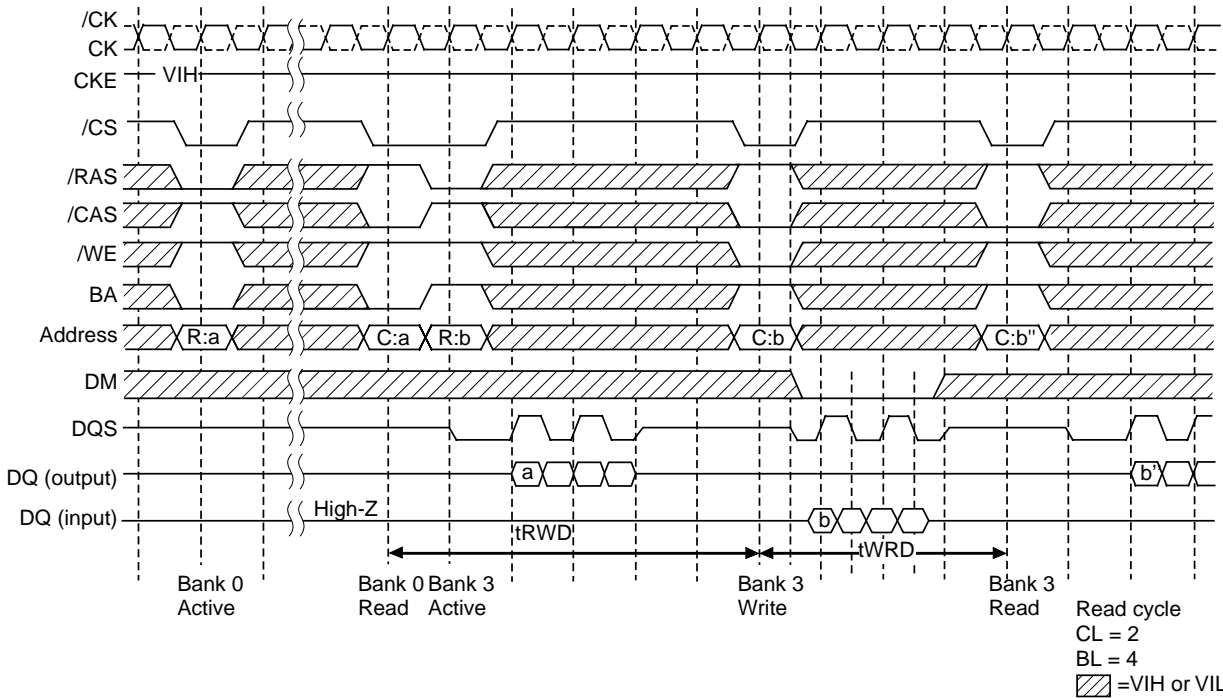 /CK
CK
CKE
VIH
/CS
/RAS
/CAS
/WE
BA
Address
R:a
C:a
R:b
C:b
C:b"
DM
DQS
DQ (output)
a
b'
DQ (input)
High-Z
b
tRWD
tWRD
Bank 0
Active
Bank 0
Read
Bank 3
Active
Bank 3
Write
Bank 3
Read
Read cycle
CL = 2
BL = 4
=VIH or VIL